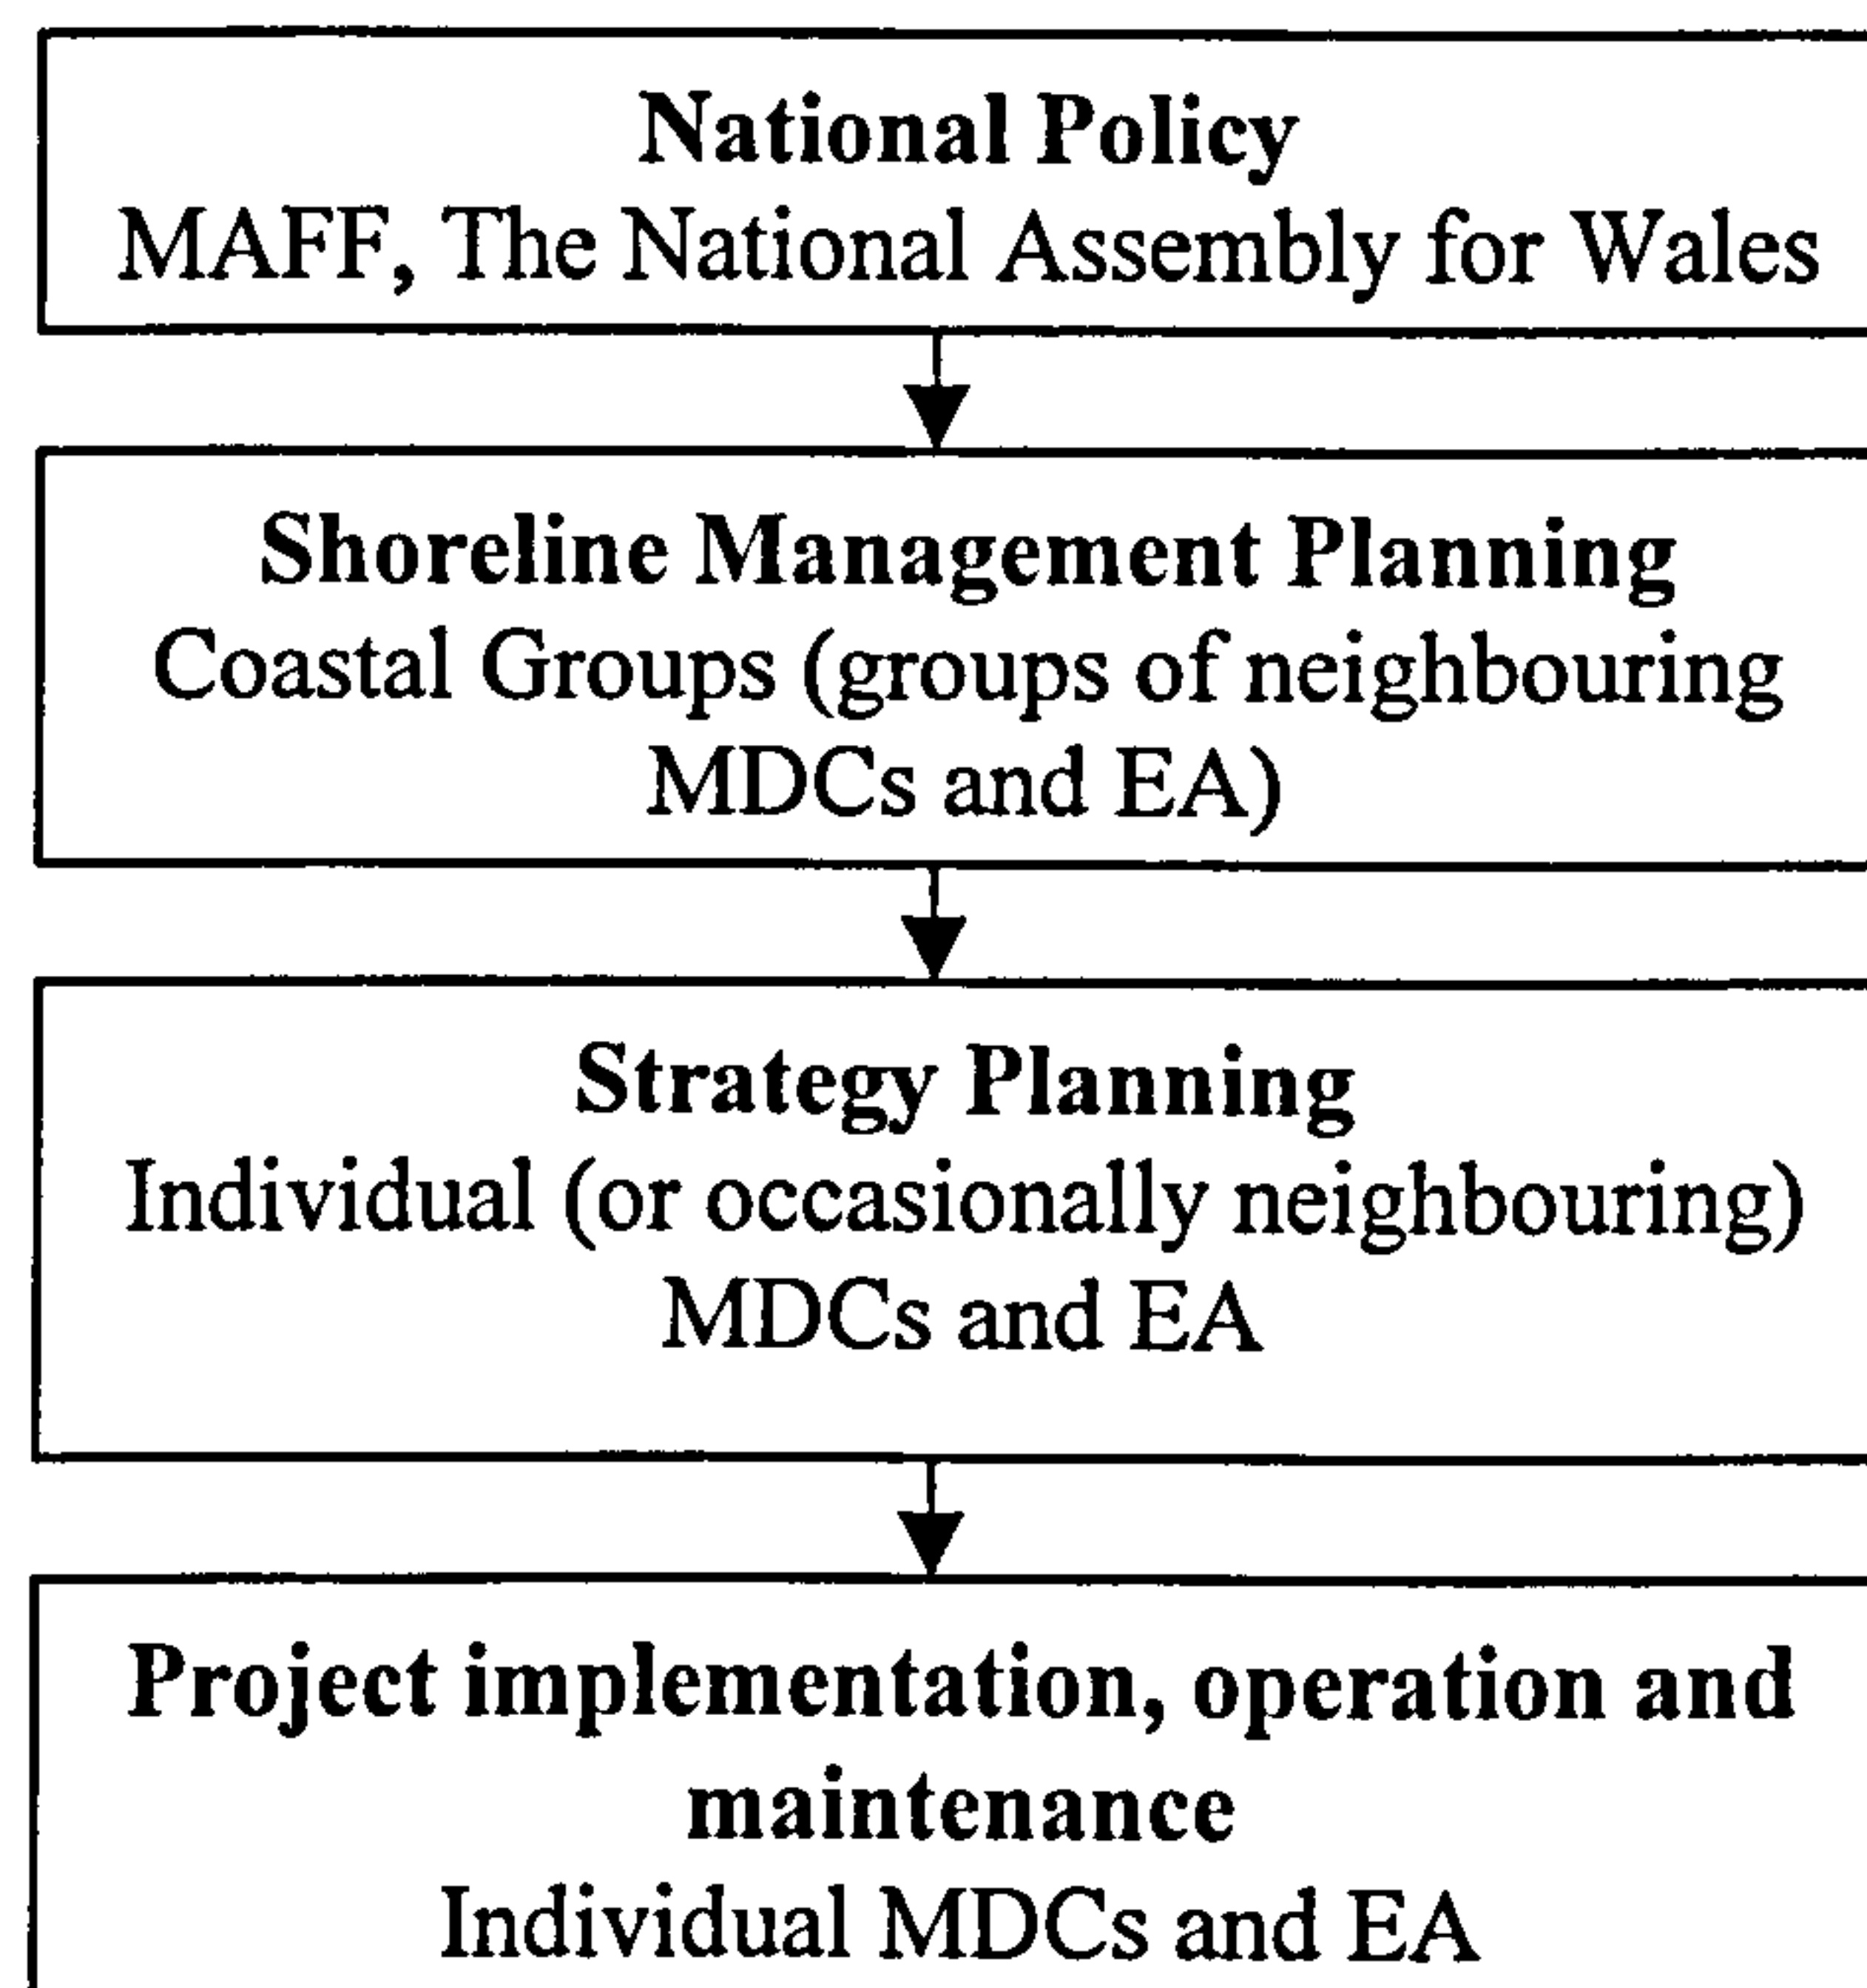 National Policy
MAFF, The National Assembly for Wales
Shoreline Management Planning
Coastal Groups (groups of neighbouring
MDCs and EA)
Strategy Planning
Individual (or occasionally neighbouring)
MDCs and EA
Project implementation, operation and
maintenance
Individual MDCs and EA